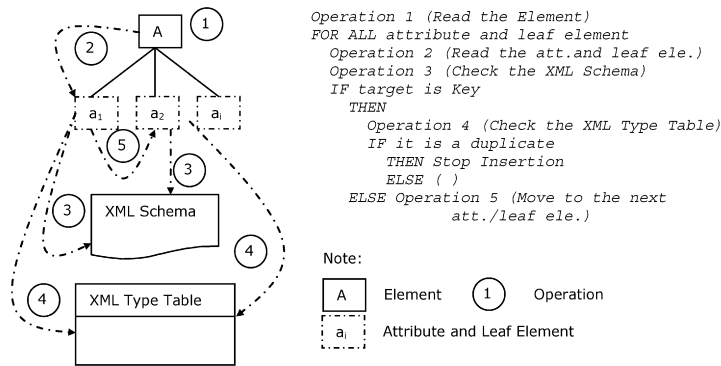 A
1
2
a1
a2
ai
5
3
3
XML Schema
4
4
XML Type Table
Operation 1 (Read the Element)
FOR ALL attribute and leaf element
Operation 2 (Read the att.and leaf ele.)
Operation 3 (Check the XML Schema)
IF target is Key
THEN
Operation 4 (Check the XML Type Table)
IF it is a duplicate
THEN Stop Insertion
ELSE ( )
ELSE Operation 5 (Move to the next
att./leaf ele.)
Note:
A
Element
1
Operation
ai
Attribute and Leaf Element